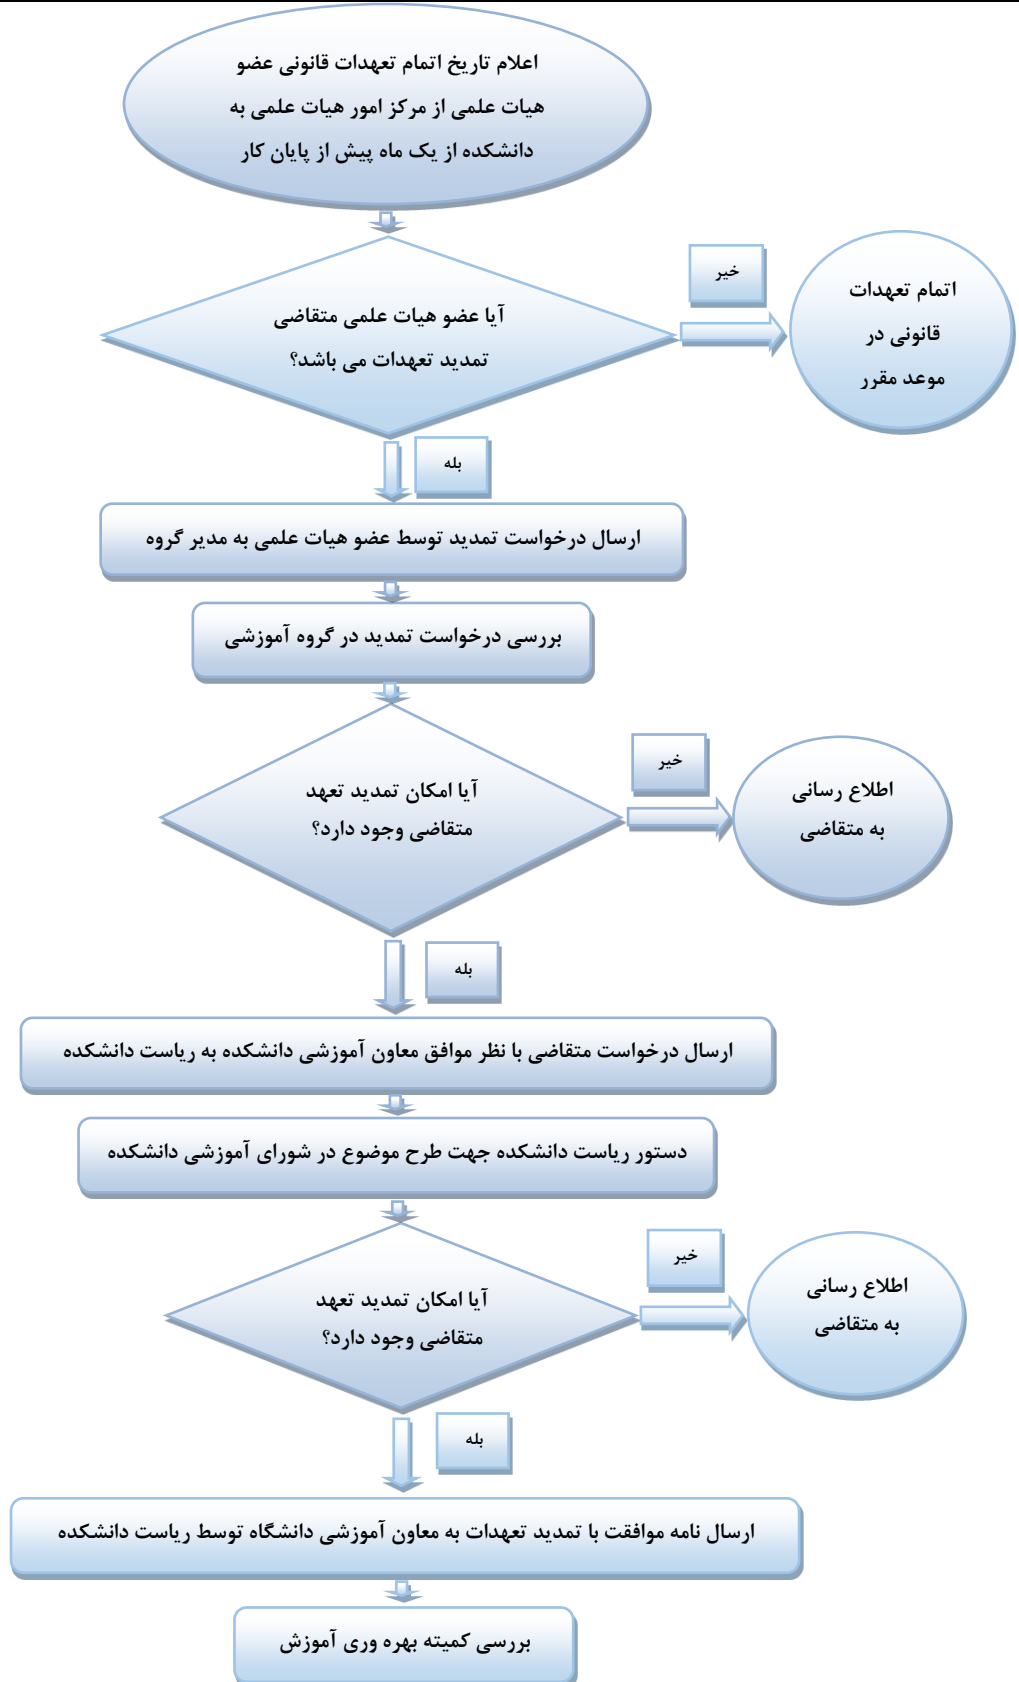 اعلام تاریخ اتمام تعهدات قانونی عضو
هیات علمی از مرکز امور هیات علمی به
دانشکده از یک ماه پیش از پایان کار
آیا عضو هیات علمی متقاضی
تمدید تعهدات می باشد؟
خیر
اتمام تعهدات
قانونی در
موعد مقرر
بله
ارسال درخواست تمدید توسط عضو هیات علمی به مدیر گروه
بررسی درخواست تمدید در گروه آموزشی
آیا امکان تمدید تعهد
متقاضی وجود دارد؟
خیر
اطلاع رسانی
به متقاضی
بله
ارسال درخواست متقاضی با نظر موافق معاون آموزشی دانشکده به ریاست دانشکده
دستور ریاست دانشکده جهت طرح موضوع در شورای آموزشی دانشکده
آیا امکان تمدید تعهد
متقاضی وجود دارد؟
خیر
اطلاع رسانی
به متقاضی
بله
ارسال نامه موافقت با تمدید تعهدات به معاون آموزشی دانشگاه توسط ریاست دانشکده
بررسی کمیته بهره وری آموزش